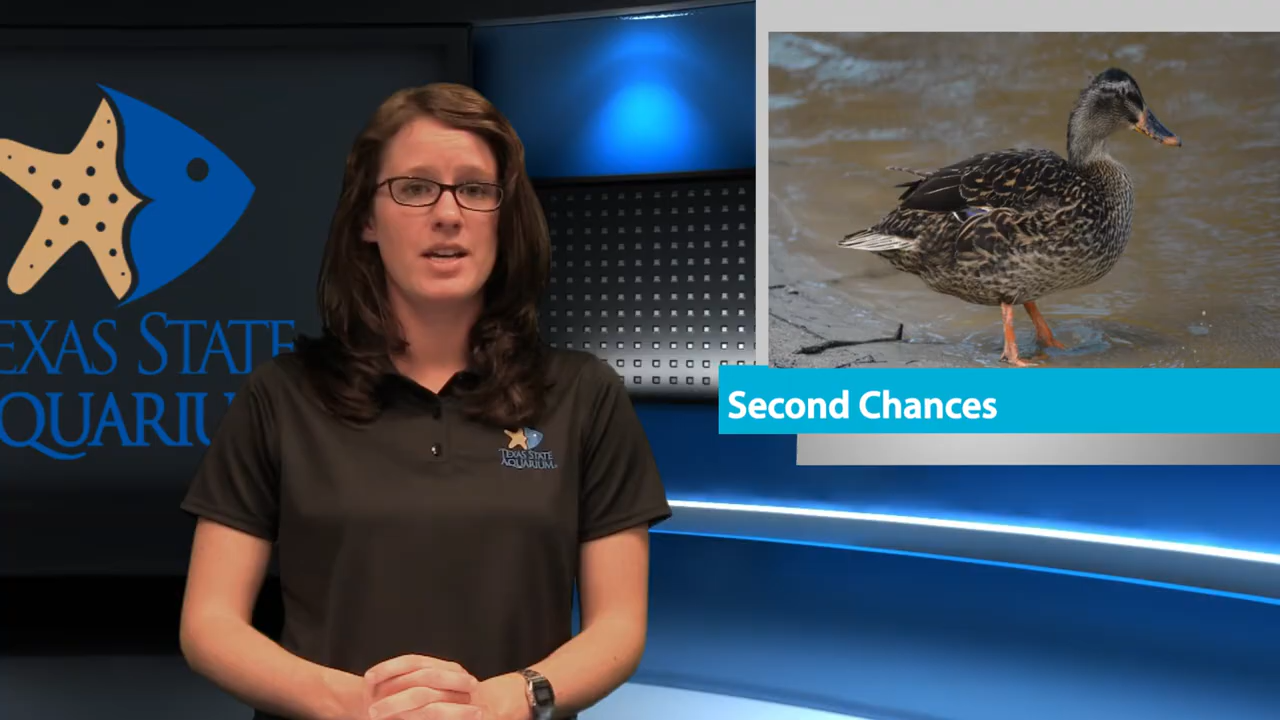 EXAS STATE
QUARIU
TEXAS STATE
AQUARIUM
Second Chances